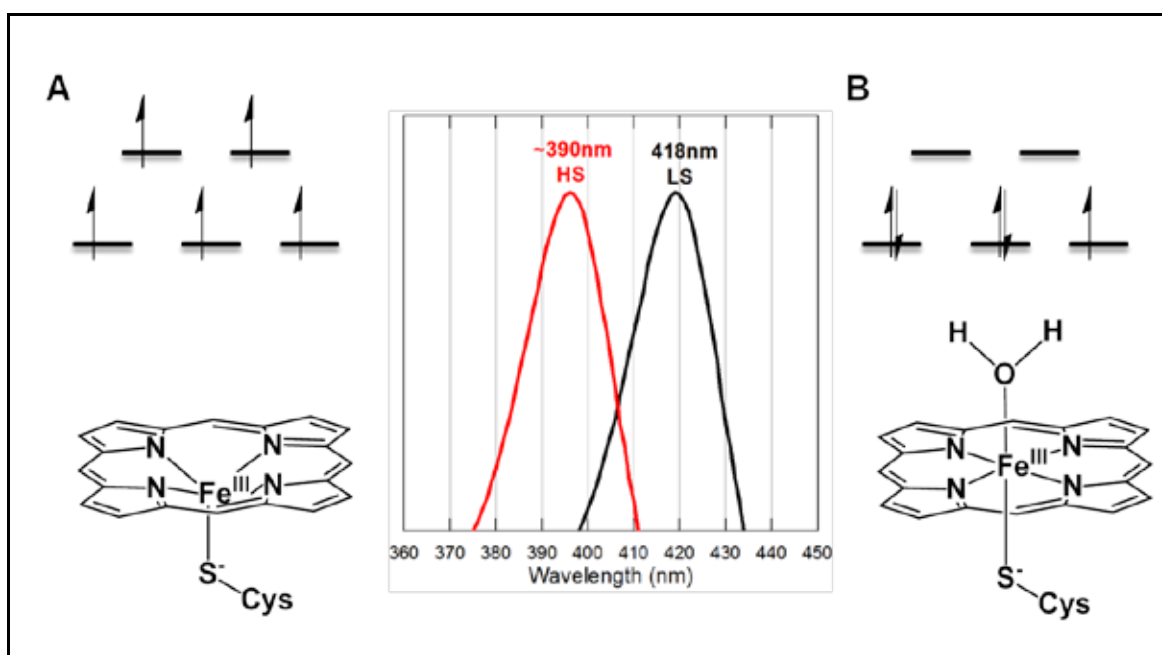 A
B
~390nm
HS
418nm
LS
360 370 380 390 400 410 420 430 440 450
Wavelength (nm)
N N
N Fe III N
S-
Cys
H H
O
N N
N Fe III N
S-
Cys